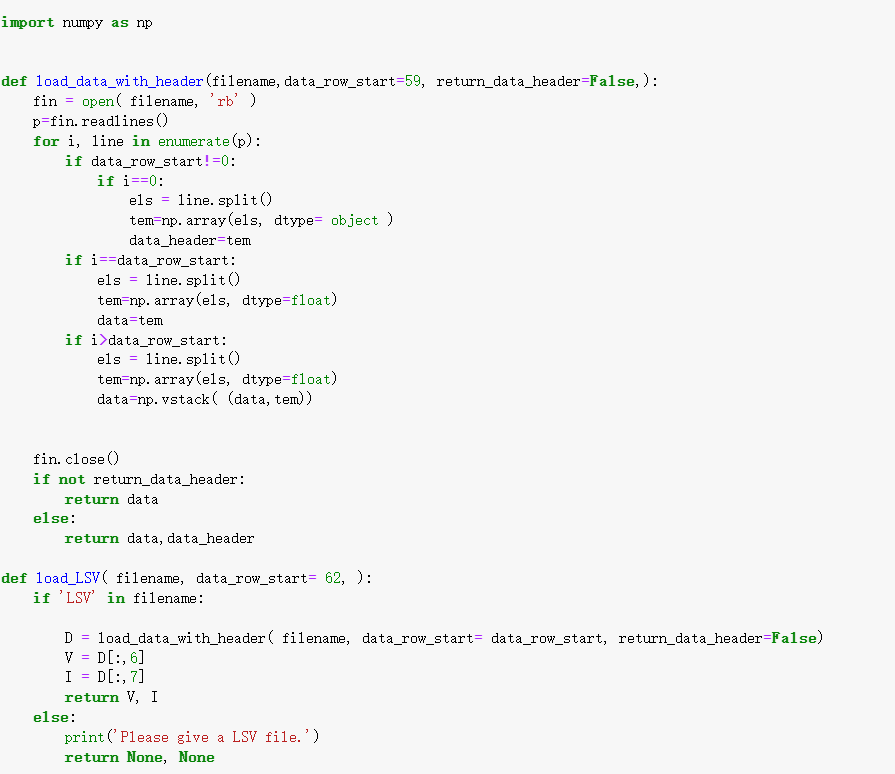 import numpy as np
def load_data_with_header(filename,data_row_start=59, return_data_header=False,):
    fin = open( filename, 'rb' )
    p=fin.readlines()
    for i, line in enumerate(p):
        if data_row_start!=0:
            if i==0:
                els = line.split()
                tem=np.array(els, dtype= object )
                data_header=tem
        if i==data_row_start:
            els = line.split()
            tem=np.array(els, dtype=float)
            data=tem
        if i>data_row_start:
            els = line.split()
            tem=np.array(els, dtype=float)
            data=np.vstack( (data,tem))
    fin.close()
    if not return_data_header:
        return data
    else:
        return data,data_header
def load_LSV( filename, data_row_start= 62, ):
    if 'LSV' in filename:
        D = load_data_with_header( filename, data_row_start= data_row_start, return_data_header=False)
        V = D[:,6]
        I = D[:,7]
        return V, I
    else:
        print('Please give a LSV file.')
        return None, None